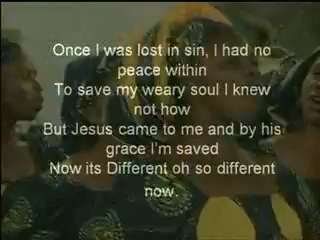 Once I was lost in sin, I had no
peace within
To save my weary soul I knew
not how
But Jesus came to me and by his
grace I'm saved
Now its Different oh so different
now.